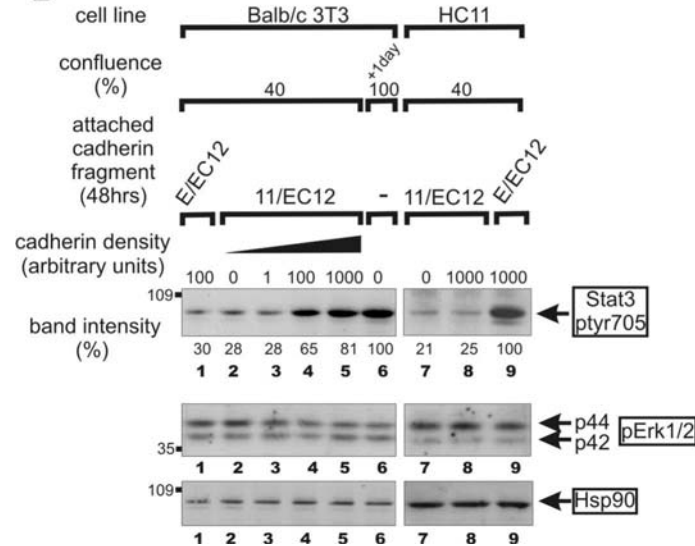 cell line Balb/c 3T3 HC11
confluence
(%)
40 +1day 100 40
attached
cadherin
fragment
(48hrs)
E/EC12 11/EC12 - 11/EC12 E/EC12
cadherin density
(arbitrary units)
100 0 1 100 1000 0 0 1000 1000
109
Stat3
ptyr705
band intensity
(%)
30 28 28 65 81 100 21 25 100
1 2 3 4 5 6 7 8 9
p44
p42
pErk1/2
35
1 2 3 4 5 6 7 8 9
109
Hsp90
1 2 3 4 5 6 7 8 9